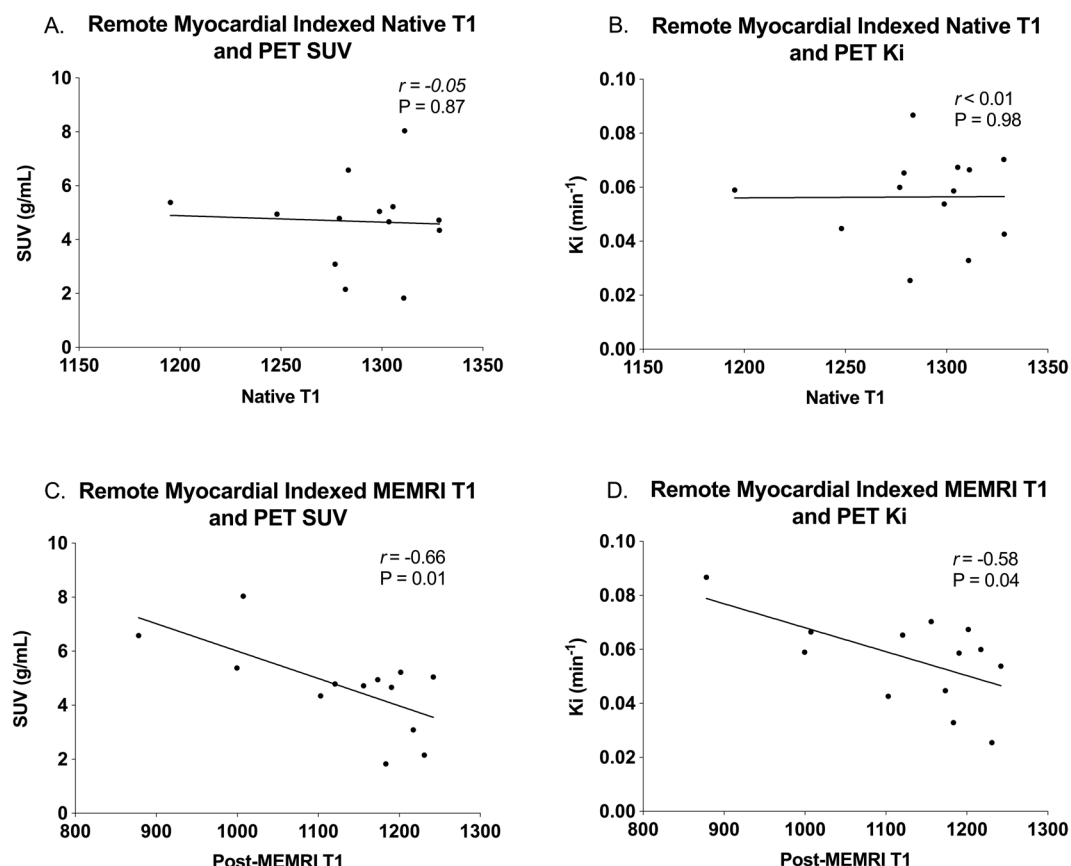 A. Remote Myocardial Indexed Native T1
and PET SUV
r = -0.05
P = 0.87
10
8
6
4
2
0
SUV (g/mL)
1150 1200 1250 1300 1350
Native T1
B. Remote Myocardial Indexed Native T1
and PET Ki
r < 0.01
P = 0.98
0.10
0.08
0.06
0.04
0.02
0.00
Ki (min-1)
1150 1200 1250 1300 1350
Native T1
C. Remote Myocardial Indexed MEMRI T1
and PET SUV
r = -0.66
P = 0.01
10
8
6
4
2
0
SUV (g/mL)
800 900 1000 1100 1200 1300
Post-MEMRI T1
D. Remote Myocardial Indexed MEMRI T1
and PET Ki
r = -0.58
P = 0.04
0.10
0.08
0.06
0.04
0.02
0.00
Ki (min-1)
800 900 1000 1100 1200 1300
Post-MEMRI T1